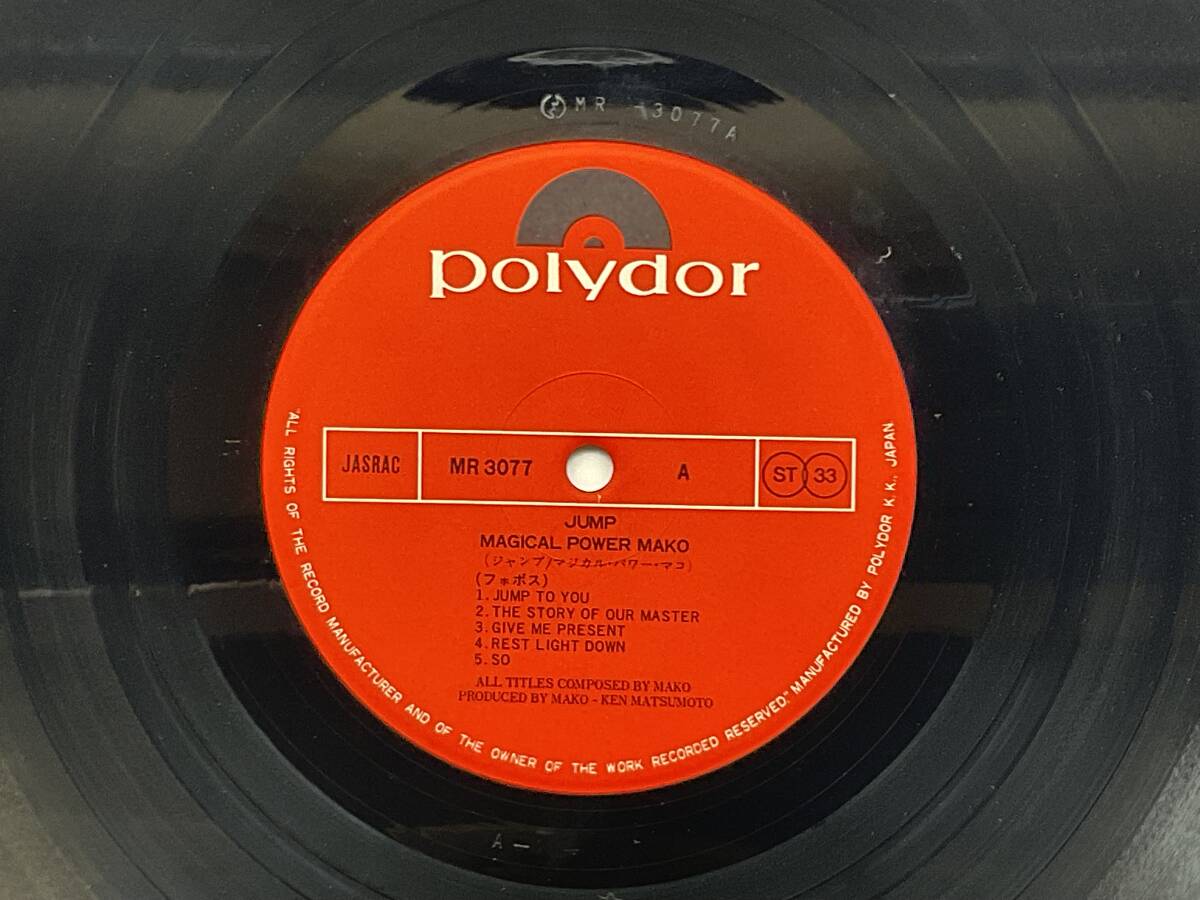 MR 3077A
polydor
JASRAC MR 3077 A ST 33
JUMP
MAGICAL POWER MAKO
(ジャンプ/マジカル・パワー・マコ)
(フォボス)
1. JUMP TO YOU
2. THE STORY OF OUR MASTER
3. GIVE ME PRESENT
4. REST LIGHT DOWN
5. SO
ALL TITLES COMPOSED BY MAKO
PRODUCED BY MAKO - KEN MATSUMOTO
"ALL RIGHTS OF THE RECORD MANUFACTURER AND OF THE OWNER OF THE WORK RECORDED RESERVED." MANUFACTURED BY POLYDOR K.K., JAPAN
A-